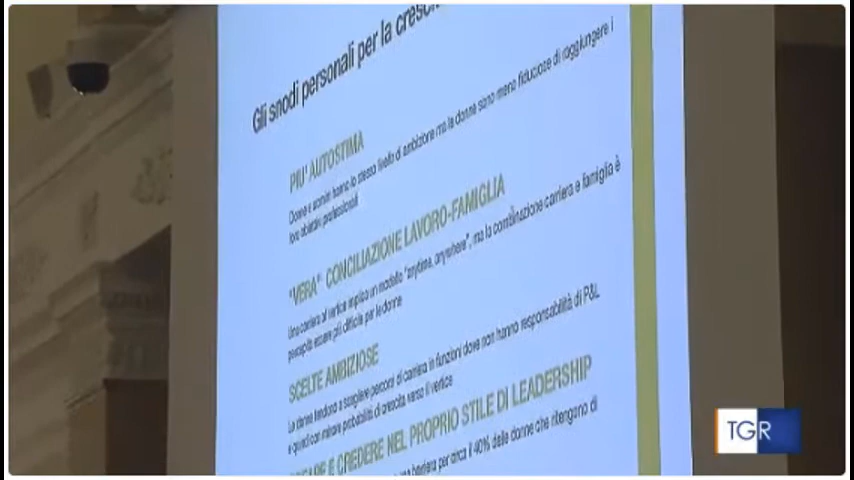 Gli snodi personali per la
PIU' AUTOSTIMA
Donne e uomini hanno lo stesso livello di ambizione ma le donne sono meno fiduciose di raggiungere i
loro obiettivi professionali
"VERA" CONCILIAZIONE LAVORO-FAMIGLIA
Una carriera al vertice implica un modello "anytime, anywhere", ma la combinazione carriera e famiglia è
percepita essere più difficile per le donne
SCELTE AMBIZIOSE
Le donne tendono a scegliere percorsi di carriera in funzioni dove non hanno responsabilità di P&L
e quindi con minore probabilità di crescita verso il vertice
E CREDERE NEL PROPRIO STILE DI LEADERSHIP
barriera per circa il 40% delle donne che ritengono di
TGR